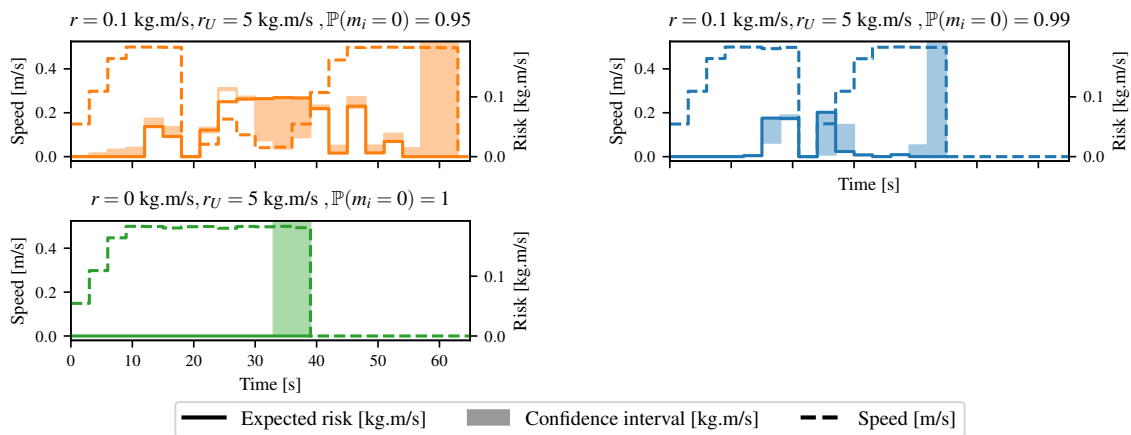 r = 0.1 kg.m/s, r_U = 5 kg.m/s , ℙ(m_i = 0) = 0.95
r = 0.1 kg.m/s, r_U = 5 kg.m/s , ℙ(m_i = 0) = 0.99
Speed [m/s]
0.4
0.2
0.0
0.1
0.0
Risk [kg.m/s]
Speed [m/s]
0.4
0.2
0.0
0.1
0.0
Risk [kg.m/s]
Time [s]
r = 0 kg.m/s, r_U = 5 kg.m/s , ℙ(m_i = 0) = 1
Speed [m/s]
0.4
0.2
0.0
0.1
0.0
Risk [kg.m/s]
0 10 20 30 40 50 60
Time [s]
Expected risk [kg.m/s] Confidence interval [kg.m/s] Speed [m/s]